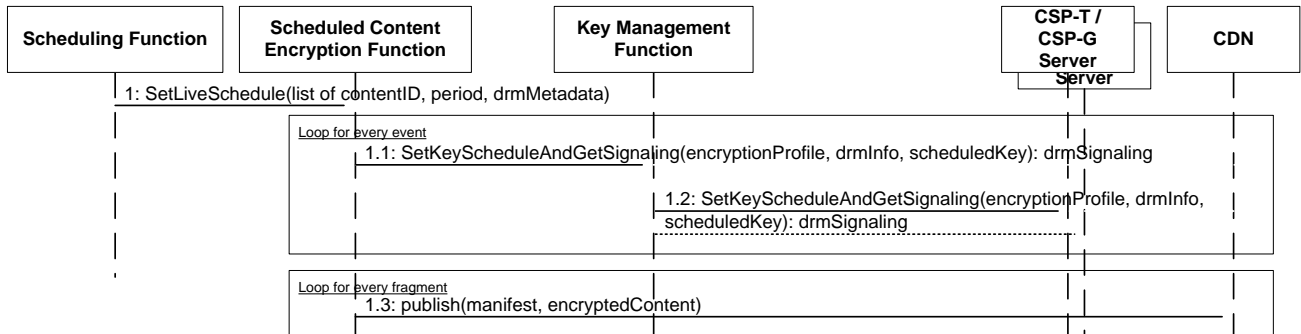 Scheduling Function
Scheduled Content
Encryption Function
Key Management
Function
CSP-T /
CSP-G
Server
Server
CDN
1: SetLiveSchedule(list of contentID, period, drmMetadata)
Loop for every event
1.1: SetKeyScheduleAndGetSignaling(encryptionProfile, drmInfo, scheduledKey): drmSignaling
1.2: SetKeyScheduleAndGetSignaling(encryptionProfile, drmInfo,
scheduledKey): drmSignaling
Loop for every fragment
1.3: publish(manifest, encryptedContent)